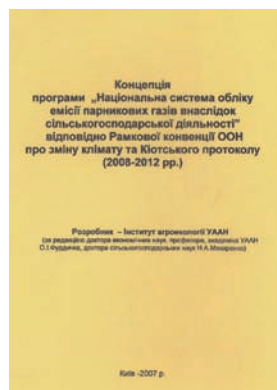 Концепція
програми „Національна система обліку
емісії парникових газів внаслідок
сільськогосподарської діяльності"
відповідно Рамкової конвенції ООН
про зміну клімату та Кіотського протоколу
(2008-2012 рр.)
Розробник – Інститут агроекології УААН
(за редакцією доктора економічних наук, професора, академіка УААН
О.І.Фурдичка, доктора сільськогосподарських наук Н.А.Макаренко)
Київ -2007 р.